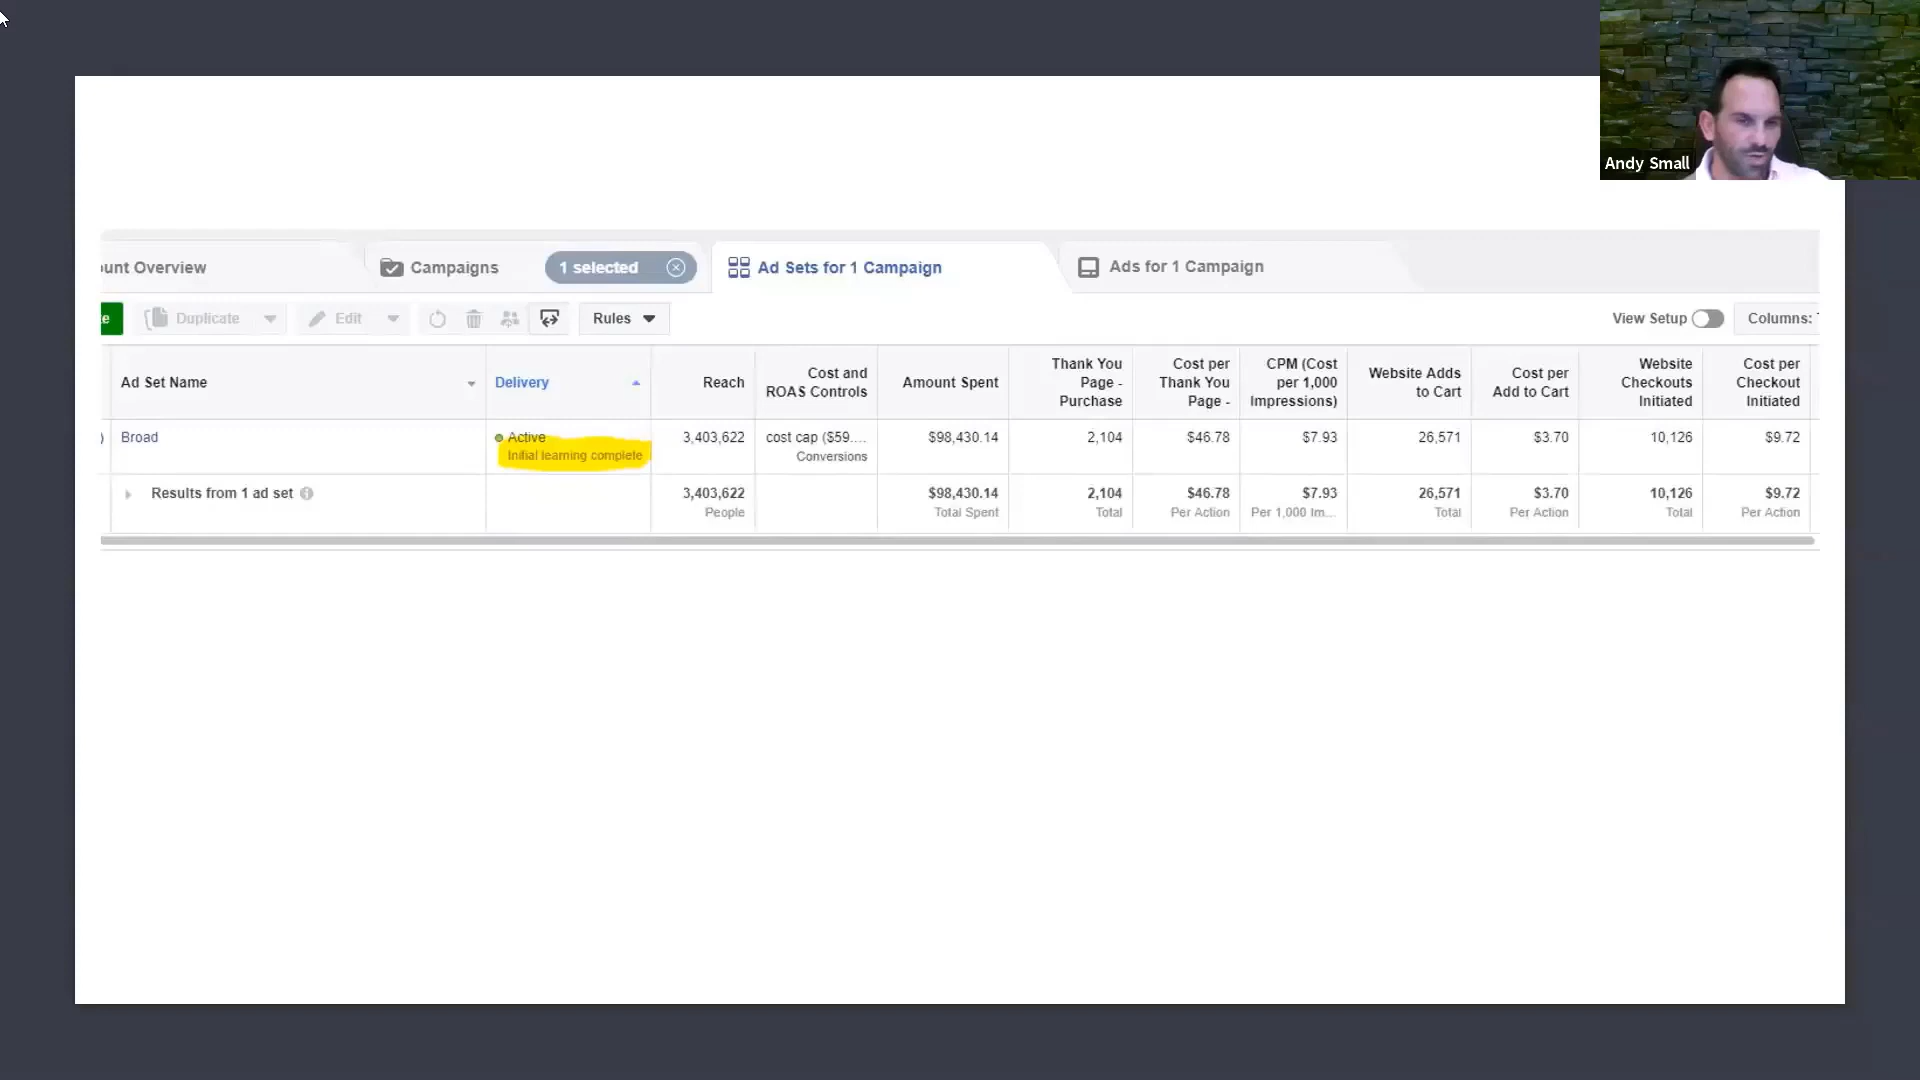 Andy Small
unt Overview
Campaigns
1 selected
Ad Sets for 1 Campaign
Ads for 1 Campaign
e
Duplicate
Edit
Rules
View Setup
Columns:
Ad Set Name
Delivery
Reach
Cost and
ROAS Controls
Amount Spent
Thank You
Page -
Purchase
Cost per
Thank You
Page -
CPM (Cost
per 1,000
Impressions)
Website Adds
to Cart
Cost per
Add to Cart
Website
Checkouts
Initiated
Cost per
Checkout
Initiated
)
Broad
Active
Initial learning complete
3,403,622
cost cap ($59....
Conversions
$98,430.14
2,104
$46.78
$7.93
26,571
$3.70
10,126
$9.72
Results from 1 ad set
3,403,622
People
$98,430.14
Total Spent
2,104
Total
$46.78
Per Action
$7.93
Per 1,000 Im...
26,571
Total
$3.70
Per Action
10,126
Total
$9.72
Per Action